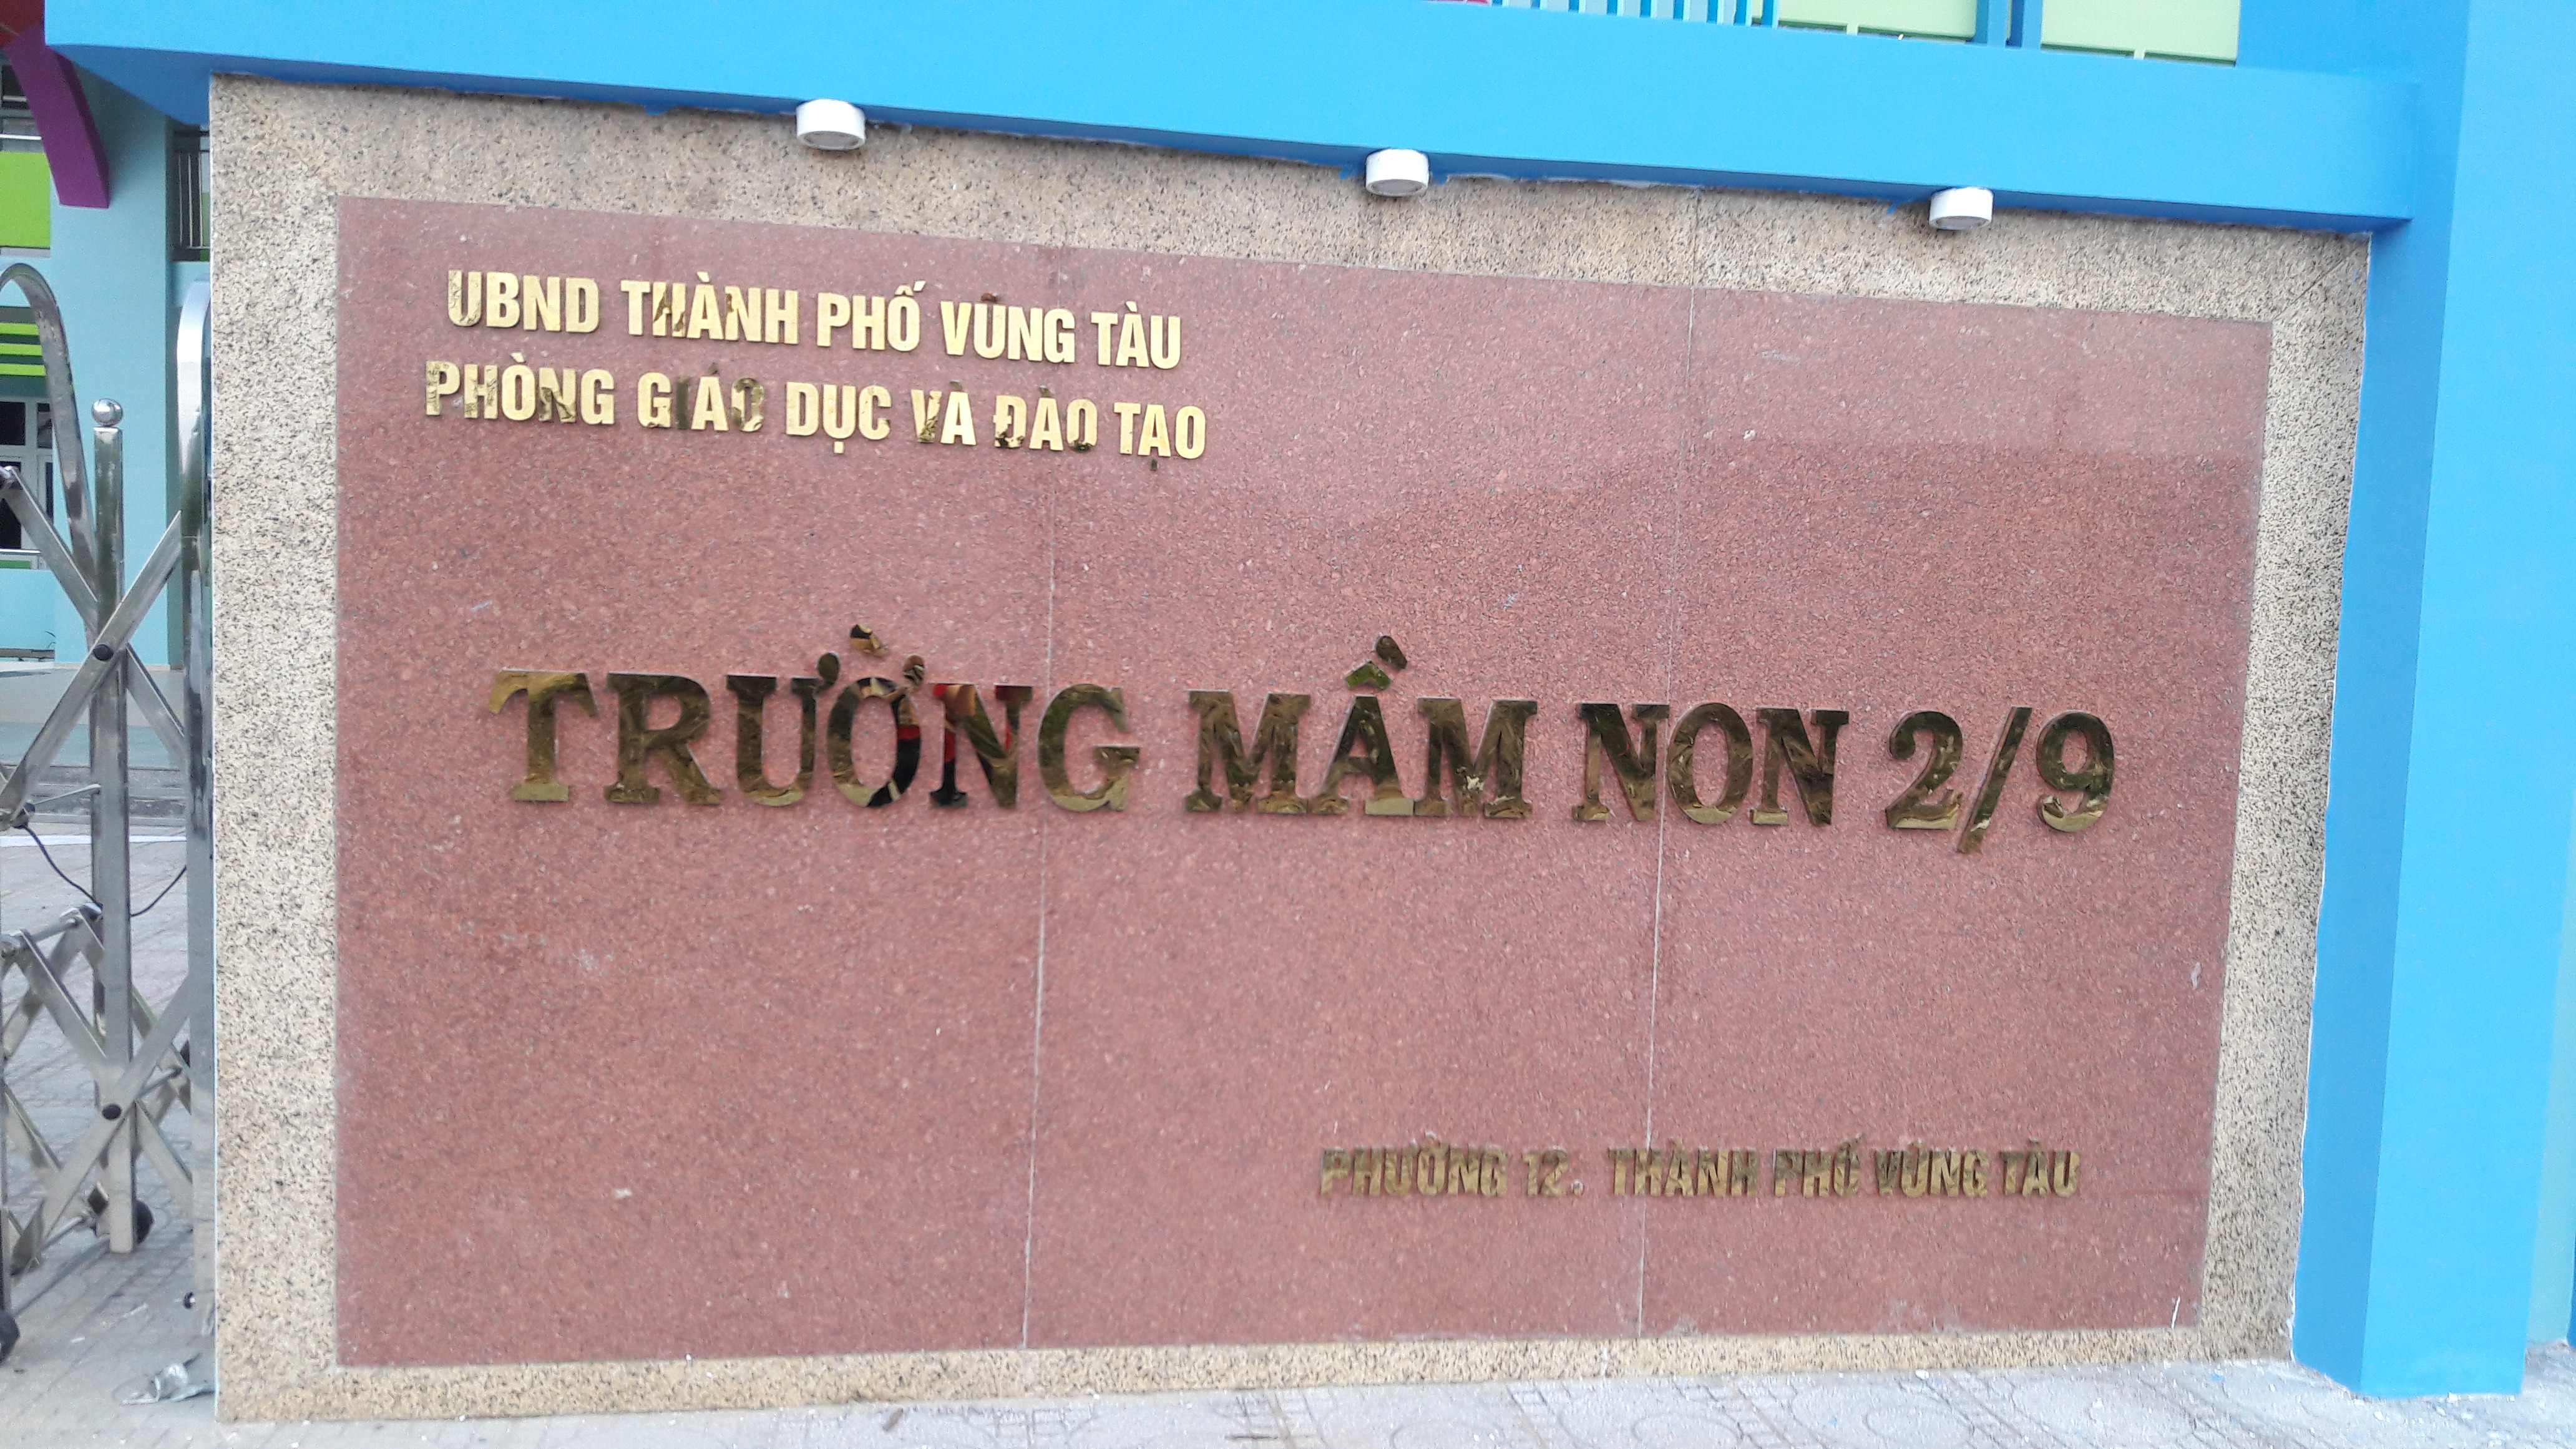 UBND THÀNH PHỐ VŨNG TÀU
PHÒNG GIÁO DỤC VÀ ĐÀO TẠO
TRƯỜNG MẦM NON 2/9
PHƯỜNG 12. THÀNH PHỐ VŨNG TÀU